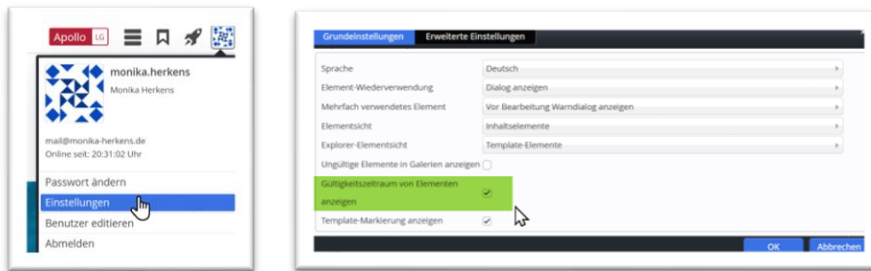 Apollo LG
monika.herkens
Monika Herkens
mail@monika-herkens.de
Online seit: 20:31:02 Uhr
Passwort ändern
Einstellungen
Benutzer editieren
Abmelden
Grundeinstellungen Erweiterte Einstellungen
Sprache Deutsch
Element-Wiederverwendung Dialog anzeigen
Mehrfach verwendetes Element Vor Bearbeitung Warndialog anzeigen
Elementsicht Inhaltselemente
Explorer-Elementsicht Template-Elemente
Ungültige Elemente in Galerien anzeigen
Gültigkeitszeitraum von Elementen
anzeigen
Template-Markierung anzeigen
OK Abbrechen